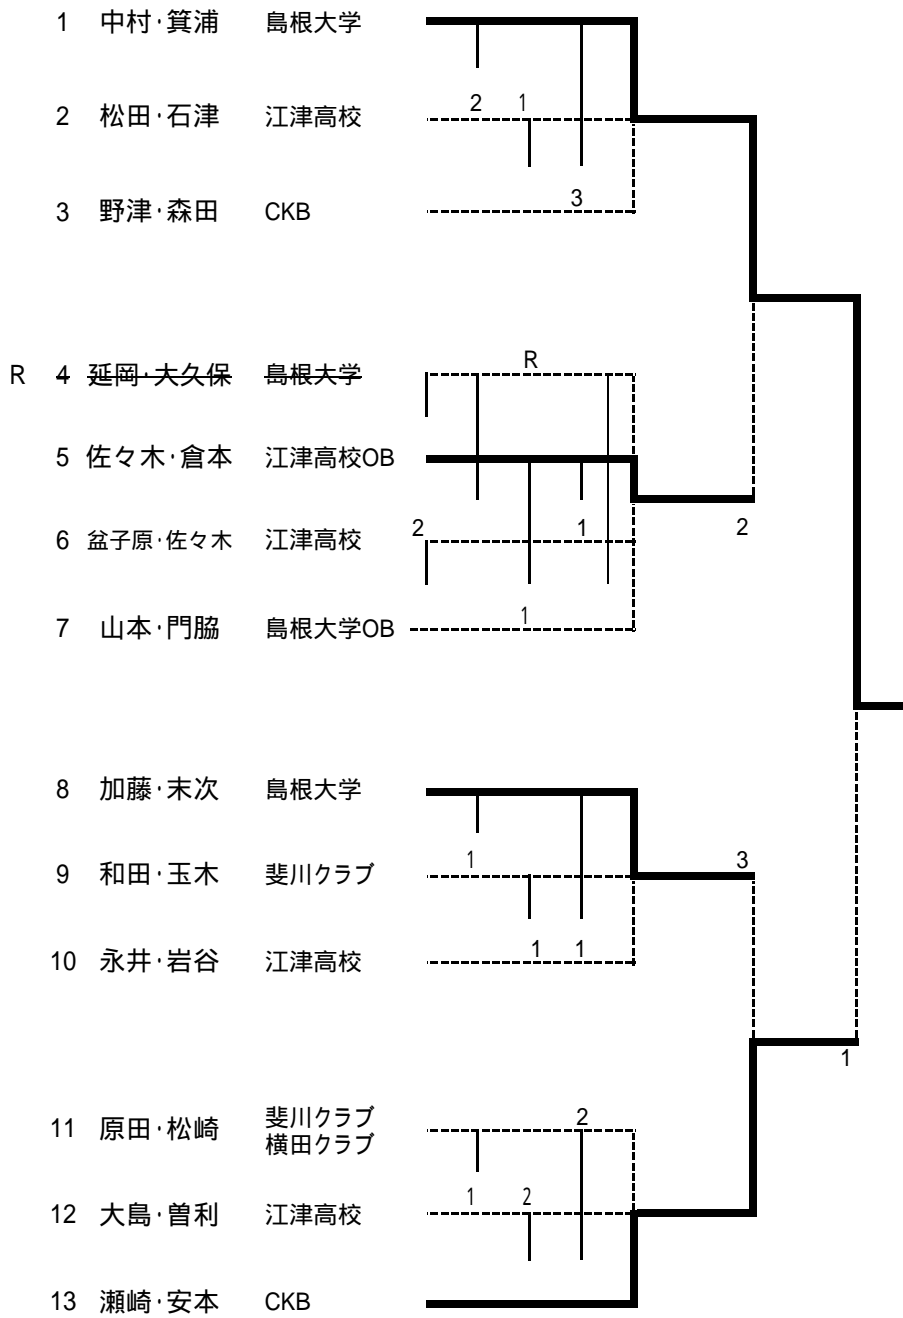 1 中村・箕浦 島根大学
2 1
2 松田・石津 江津高校
3
3 野津・森田 CKB
R
R 4 延岡・大久保 島根大学
5 佐々木・倉本 江津高校OB
2 1 2
6 盆子原・佐々木 江津高校
1
7 山本・門脇 島根大学OB
8 加藤・末次 島根大学
1 3
9 和田・玉木 斐川クラブ
1 1
10 永井・岩谷 江津高校
1
2
11 原田・松崎 斐川クラブ
横田クラブ
1 2
12 大島・曽利 江津高校
13 瀬崎・安本 CKB